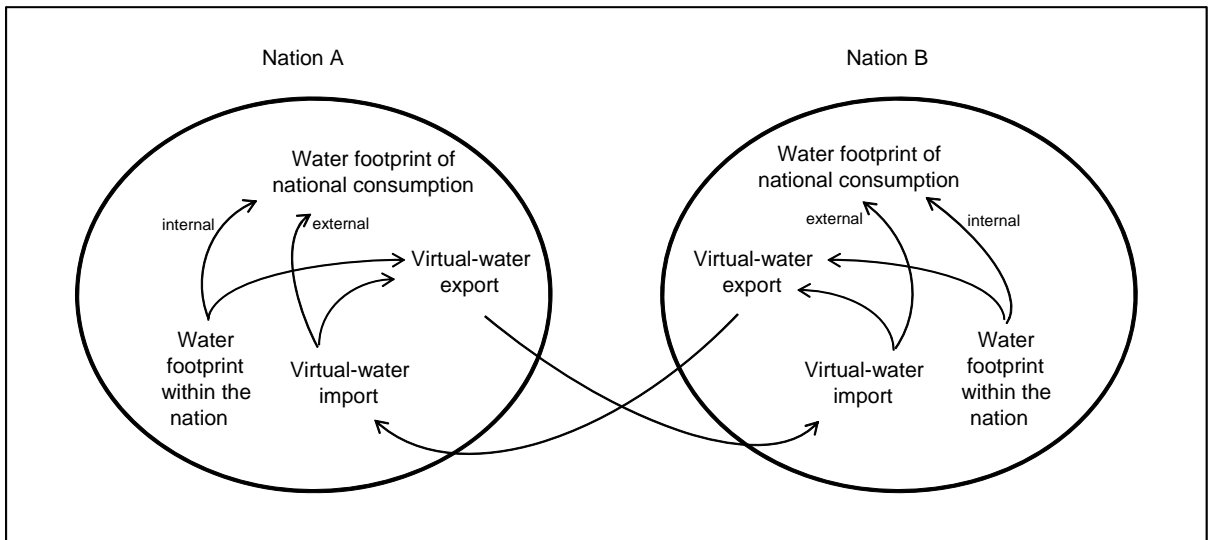 Nation A
Water footprint of
national consumption
internal
external
Virtual-water
export
Water
footprint
within the
nation
Virtual-water
import
Nation B
Water footprint of
national consumption
external
internal
Virtual-water
export
Virtual-water
import
Water
footprint
within the
nation